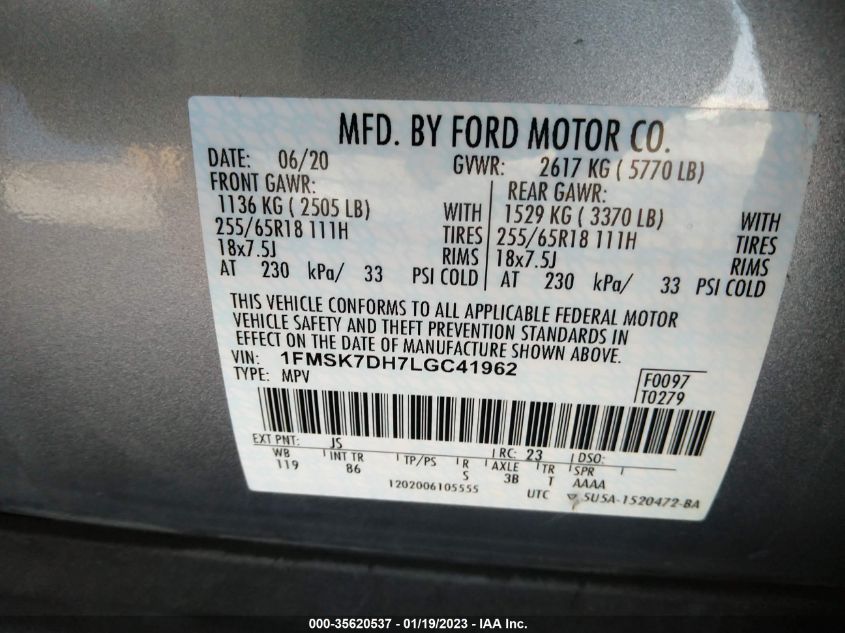 MFD. BY FORD MOTOR CO.
DATE: 06/20 GVWR: 2617 KG ( 5770 LB)
FRONT GAWR: REAR GAWR:
1136 KG ( 2505 LB) WITH 1529 KG ( 3370 LB) WITH
255/65R18 111H TIRES 255/65R18 111H TIRES
18x7.5J RIMS 18x7.5J RIMS
AT 230 kPa/ 33 PSI COLD AT 230 kPa/ 33 PSI COLD
THIS VEHICLE CONFORMS TO ALL APPLICABLE FEDERAL MOTOR
VEHICLE SAFETY AND THEFT PREVENTION STANDARDS IN
EFFECT ON THE DATE OF MANUFACTURE SHOWN ABOVE.
VIN: 1FMSK7DH7LGC41962
TYPE: MPV
F0097
T0279
EXT PNT: JS RC: 23 DSO:
WB INT TR TP/PS R AXLE TR SPR
119 86 S 3B T AAAA
1202006105555 UTC 5U5A-1520472-BA
000-35620537 - 01/19/2023 - IAA Inc.